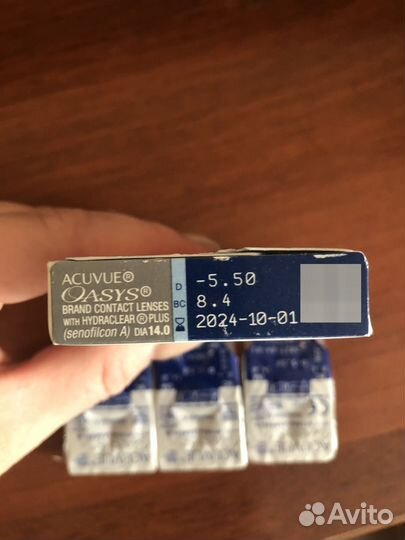 ACUVUE®
OASYS®
BRAND CONTACT LENSES
WITH HYDRACLEAR® PLUS
(senofilcon A) DIA 14.0
D -5.50
BC 8.4
2024-10-01
ACUVUE
Avito